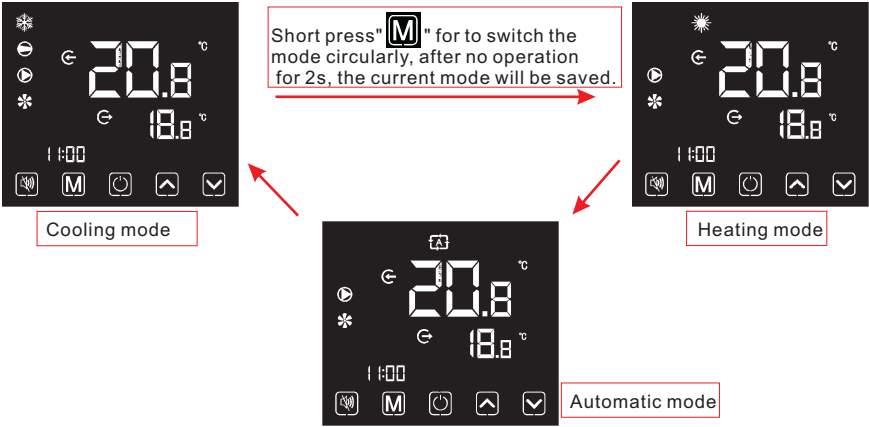 Short press" M " for to switch the
mode circularly, after no operation
for 2s, the current mode will be saved.
20.8 °C
18.8 °C
11:00
M
Cooling mode
20.8 °C
18.8 °C
11:00
M
Heating mode
A
20.8 °C
18.8 °C
11:00
M
Automatic mode